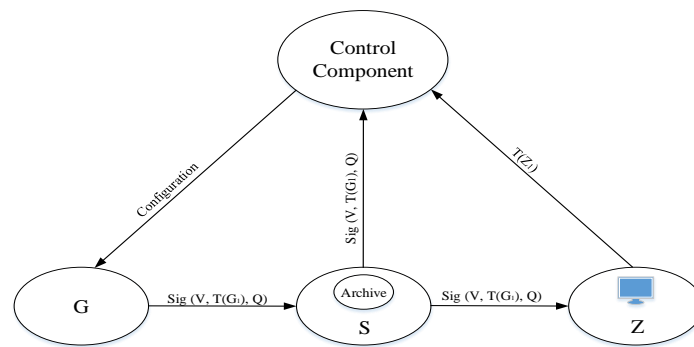 Control
Component
Configuration
Sig (V, T(G₁), Q)
T(Z₁)
G
Sig (V, T(G₁), Q)
Archive
S
Sig (V, T(G₁), Q)
Z